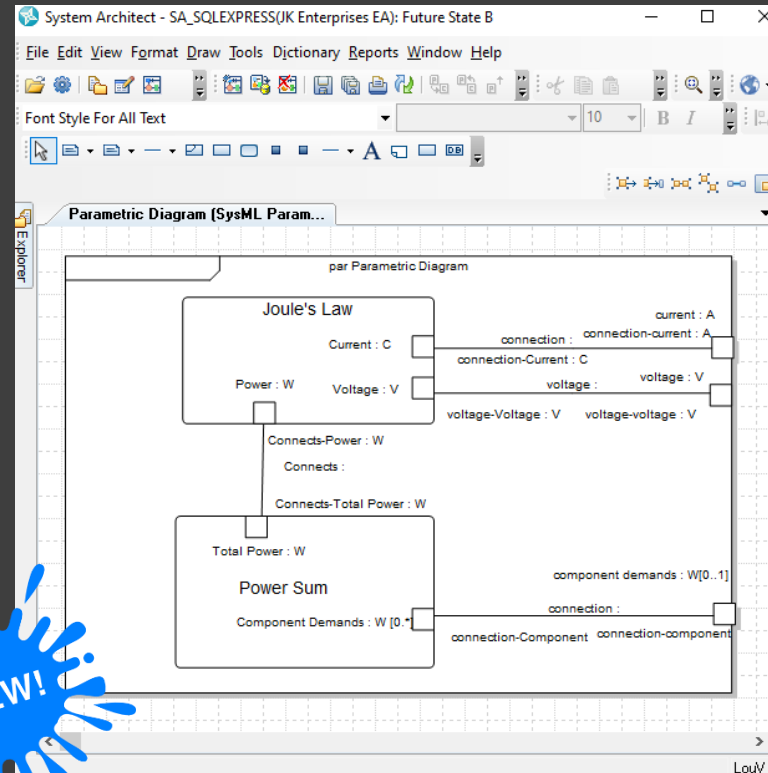 System Architect - SA_SQLEXPRESS(JK Enterprises EA): Future State B
File Edit View Format Draw Tools Dictionary Reports Window Help
Font Style For All Text 10 B I
A DB
Parametric Diagram (SysML Param...
Explorer
par Parametric Diagram
Joule's Law
current : A
Current : C
connection :
connection-current : A
connection-Current : C
Power : W
Voltage : V
voltage :
voltage : V
voltage-Voltage : V
voltage-voltage : V
Connects-Power : W
Connects :
Connects-Total Power : W
Total Power : W
Power Sum
component demands : W[0..1]
Component Demands : W [0.*]
connection :
connection-Component
connection-component
EW!
LouV